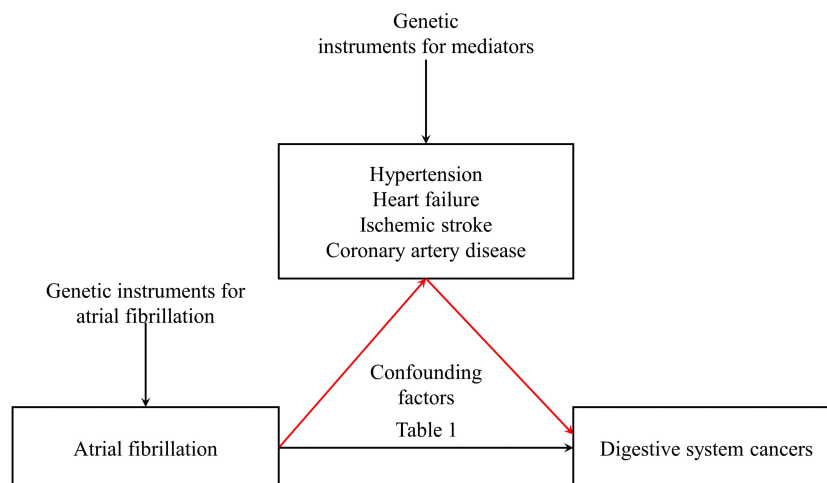 Genetic
instruments for mediators
Hypertension
Heart failure
Ischemic stroke
Coronary artery disease
Genetic instruments for
atrial fibrillation
Confounding
factors
Table 1
Atrial fibrillation
Digestive system cancers